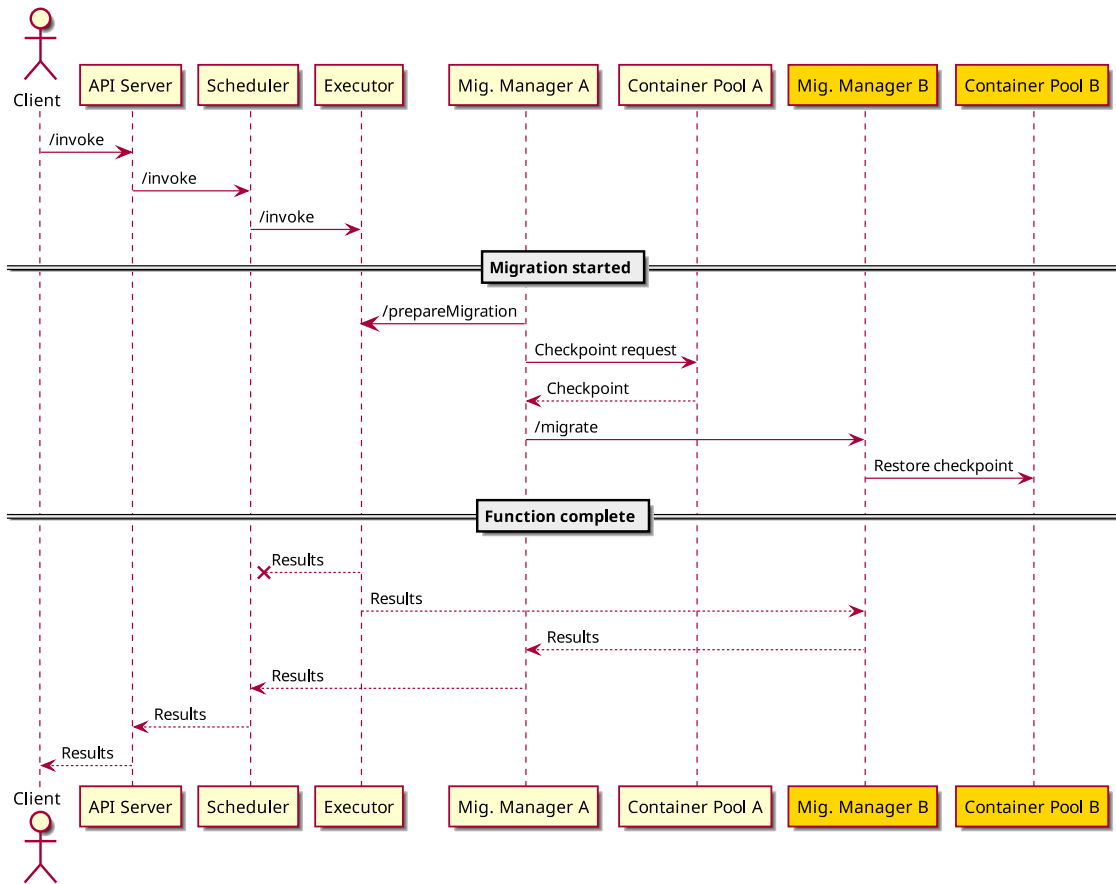 Client
API Server
Scheduler
Executor
Mig. Manager A
Container Pool A
Mig. Manager B
Container Pool B
/invoke
/invoke
/invoke
Migration started
/prepareMigration
Checkpoint request
Checkpoint
/migrate
Restore checkpoint
Function complete
Results
Results
Results
Results
Results
Results
Client
API Server
Scheduler
Executor
Mig. Manager A
Container Pool A
Mig. Manager B
Container Pool B